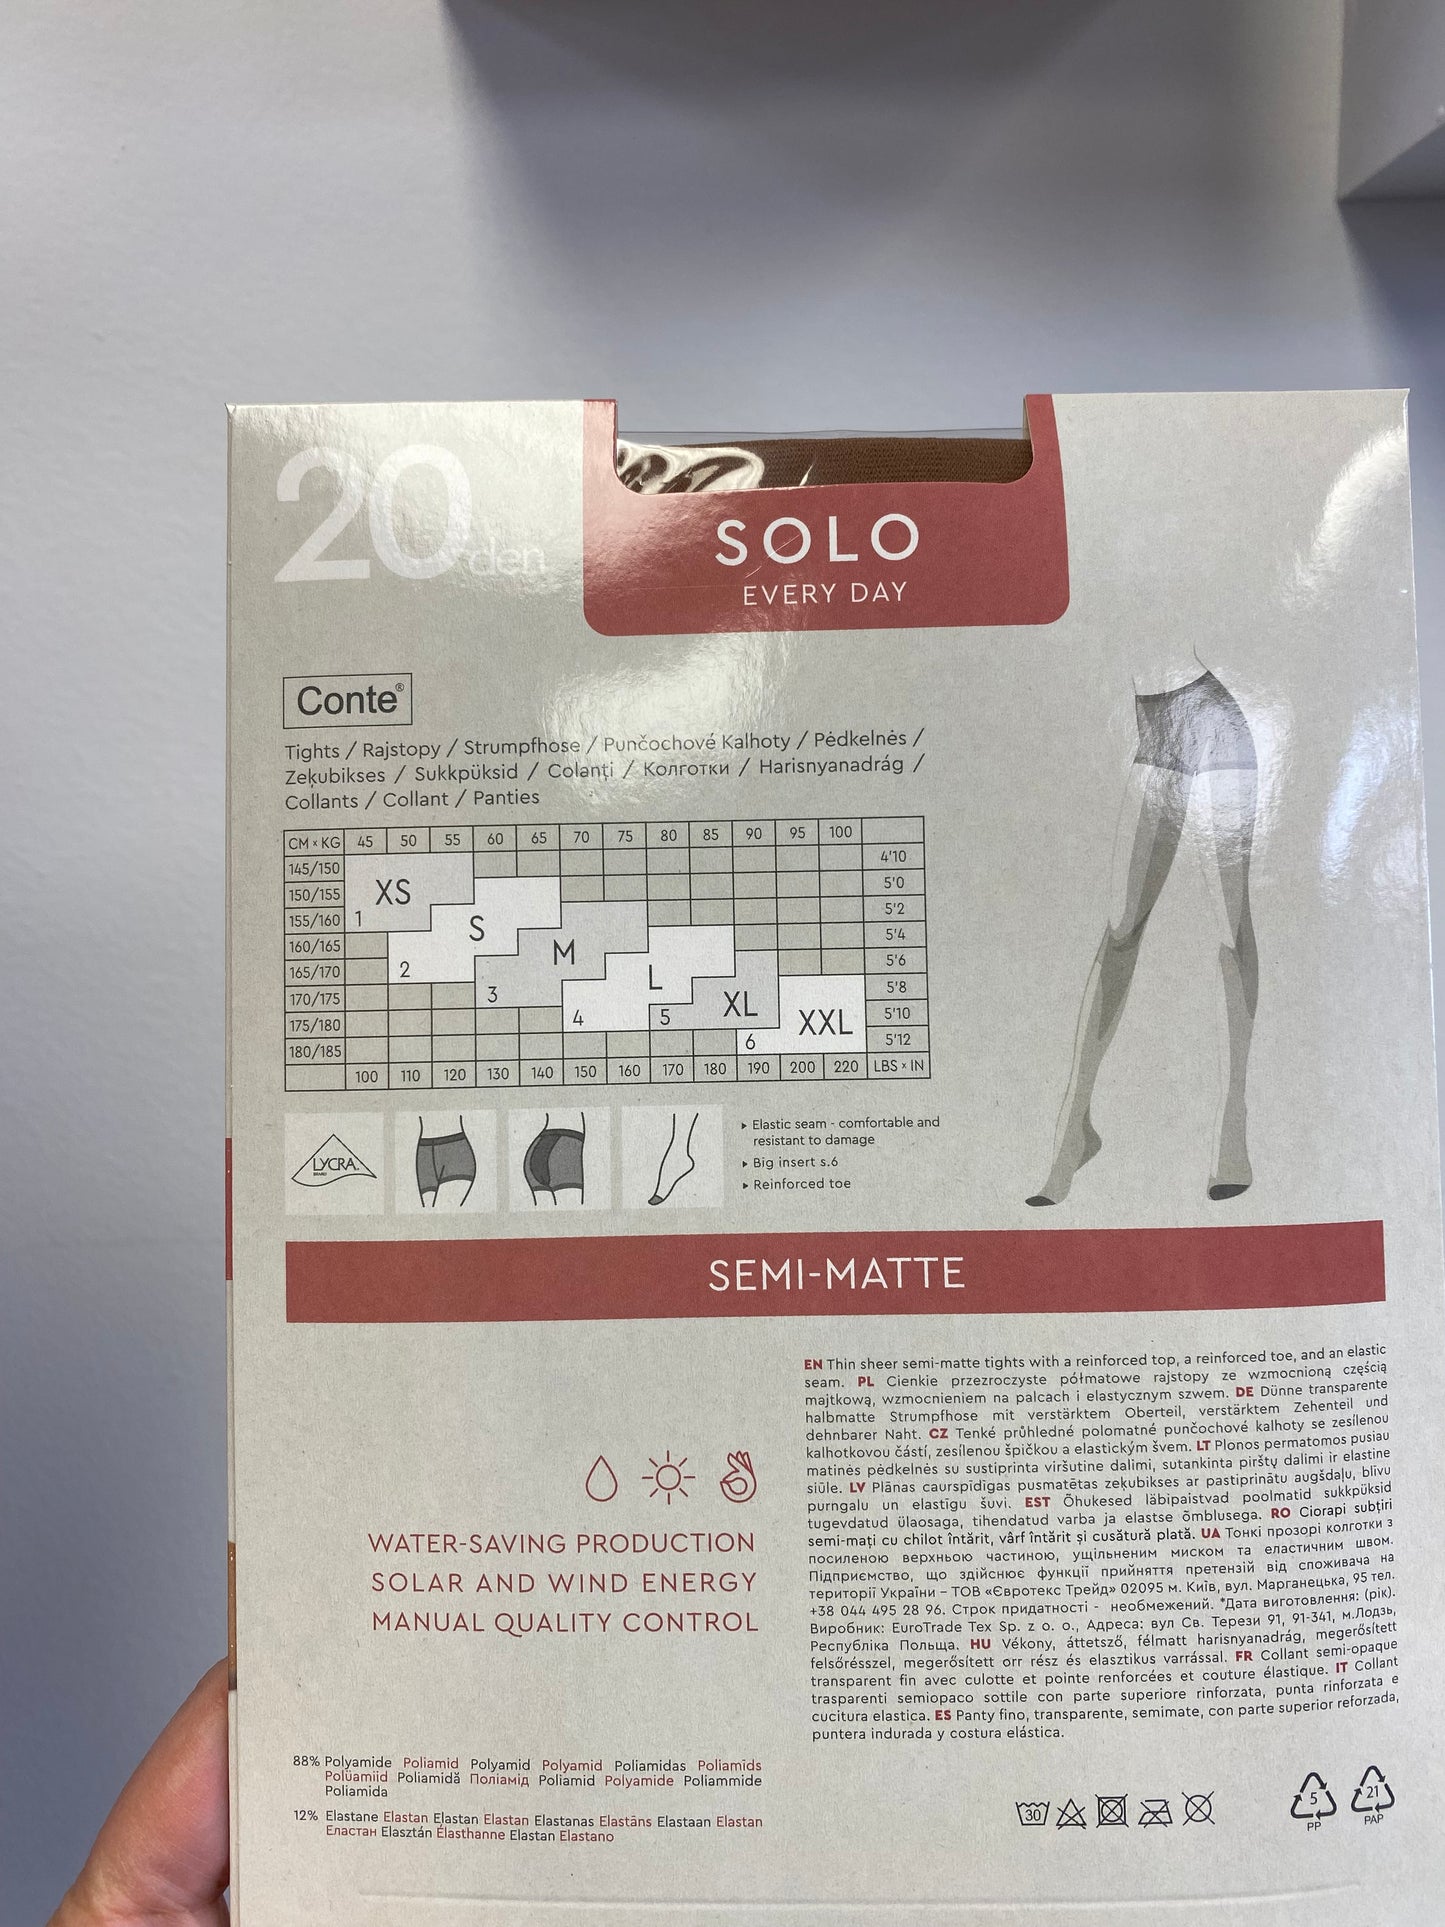 20 den
SOLO
EVERY DAY
Conte®
Tights / Rajstopy / Strumpfhose / Punčochové Kalhoty / Pėdkelnės /
Zeķubikses / Sukkpüksid / Colanți / Колготки / Harisnyanadrág /
Collants / Collant / Panties
CM × KG 45 50 55 60 65 70 75 80 85 90 95 100
145/150 4'10
150/155 XS 5'0
155/160 1 S 5'2
160/165 M 5'4
165/170 2 L 5'6
170/175 3 XL 5'8
175/180 4 5 XXL 5'10
180/185 6 5'12
100 110 120 130 140 150 160 170 180 190 200 220 LBS × IN
LYCRA
BRAND
▸ Elastic seam - comfortable and
resistant to damage
▸ Big insert s.6
▸ Reinforced toe
SEMI-MATTE
WATER-SAVING PRODUCTION
SOLAR AND WIND ENERGY
MANUAL QUALITY CONTROL
EN Thin sheer semi-matte tights with a reinforced top, a reinforced toe, and an elastic
seam. PL Cienkie przezroczyste półmatowe rajstopy ze wzmocnioną częścią
majtkową, wzmocnieniem na palcach i elastycznym szwem. DE Dünne transparente
halbmatte Strumpfhose mit verstärktem Oberteil, verstärktem Zehenteil und
dehnbarer Naht. CZ Tenké průhledné polomatné punčochové kalhoty se zesílenou
kalhotkovou částí, zesílenou špičkou a elastickým švem. LT Plonos permatomos pusiau
matinės pėdkelnės su sustiprinta viršutine dalimi, sutankinta pirštų dalimi ir elastine
siūle. LV Plānas caurspīdīgas pusmatētas zeķubikses ar pastiprinātu augšdaļu, blīvu
purngalu un elastīgu šuvi. EST Õhukesed läbipaistvad poolmatid sukkpüksid
tugevdatud ülaosaga, tihendatud varba ja elastse õmblusega. RO Ciorapi subțiri
semi-mați cu chilot întărit, vârf întărit și cusătură plată. UA Тонкі прозорі колготки з
посиленою верхньою частиною, ущільненим миском та еластичним швом.
Підприємство, що здійснює функції прийняття претензій від споживача на
території України – ТОВ «Євротекс Трейд» 02095 м. Київ, вул. Марганецька, 95 тел.
+38 044 495 28 96. Строк придатності - необмежений. *Дата виготовлення: (рік).
Виробник: EuroTrade Tex Sp. z o. o., Адреса: вул Св. Терези 91, 91-341, м.Лодзь,
Республіка Польща. HU Vékony, áttetsző, félmatt harisnyanadrág, megerősített
felsőrésszel, megerősített orr rész és elasztikus varrással. FR Collant semi-opaque
transparent fin avec culotte et pointe renforcées et couture élastique. IT Collant
trasparenti semiopaco sottile con parte superiore rinforzata, punta rinforzata e
cucitura elastica. ES Panty fino, transparente, semimate, con parte superior reforzada,
puntera indurada y costura elástica.
88% Polyamide Poliamid Polyamid Polyamid Poliamidas Poliamīds
Polüamiid Poliamidă Поліамід Poliamid Polyamide Poliammide
Poliamida
12% Elastane Elastan Elastan Elastan Elastanas Elastāns Elastaan Elastan
Еластан Elasztán Élasthanne Elastan Elastano
30
5
PP
21
PAP